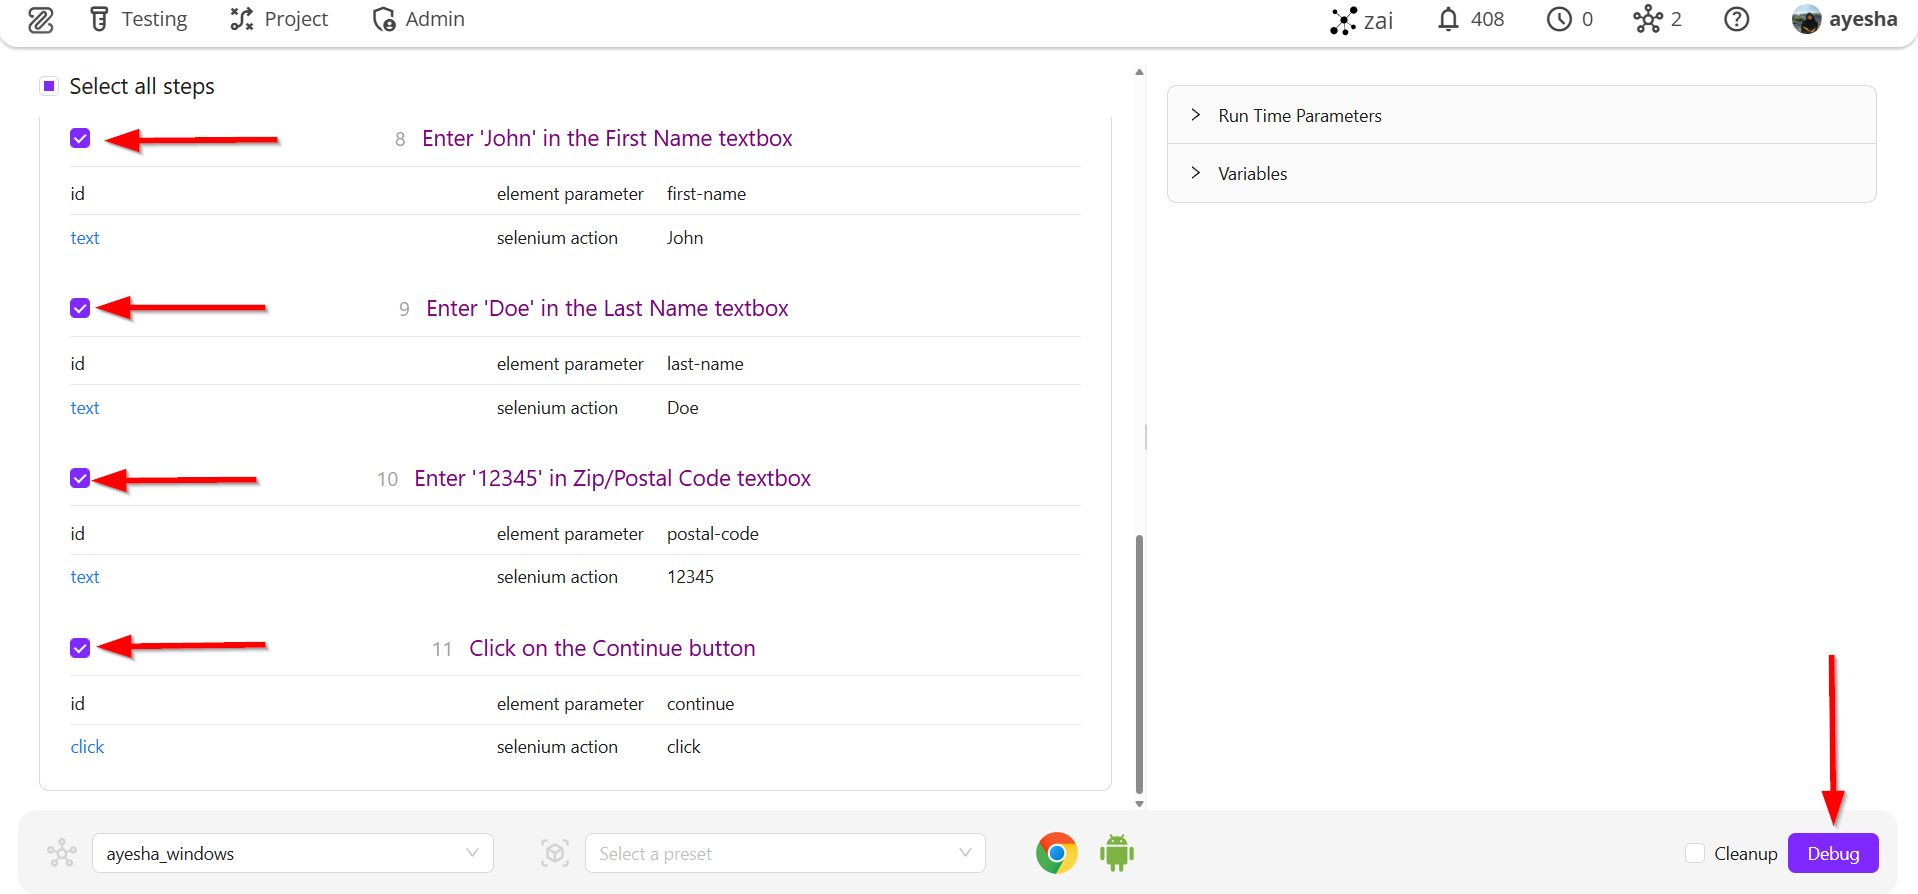 Testing Project Admin zai 408 0 2 ayesha
Select all steps
8 Enter 'John' in the First Name textbox
id element parameter first-name
text selenium action John
9 Enter 'Doe' in the Last Name textbox
id element parameter last-name
text selenium action Doe
10 Enter '12345' in Zip/Postal Code textbox
id element parameter postal-code
text selenium action 12345
11 Click on the Continue button
id element parameter continue
click selenium action click
Run Time Parameters
Variables
ayesha_windows Select a preset Cleanup Debug